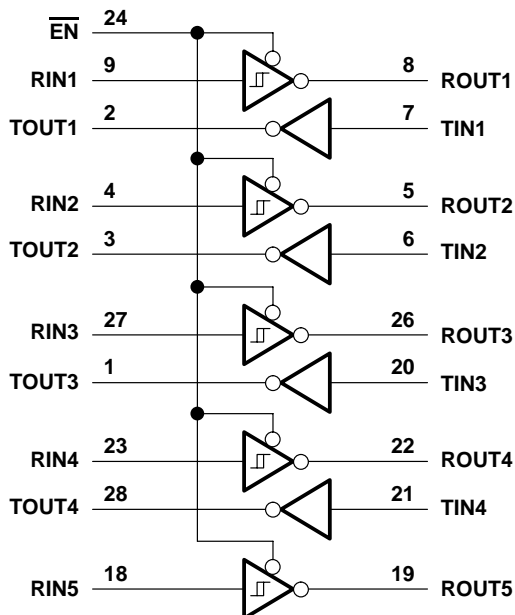 EN 24
RIN1 9 8 ROUT1
TOUT1 2 7 TIN1
RIN2 4 5 ROUT2
TOUT2 3 6 TIN2
RIN3 27 26 ROUT3
TOUT3 1 20 TIN3
RIN4 23 22 ROUT4
TOUT4 28 21 TIN4
RIN5 18 19 ROUT5